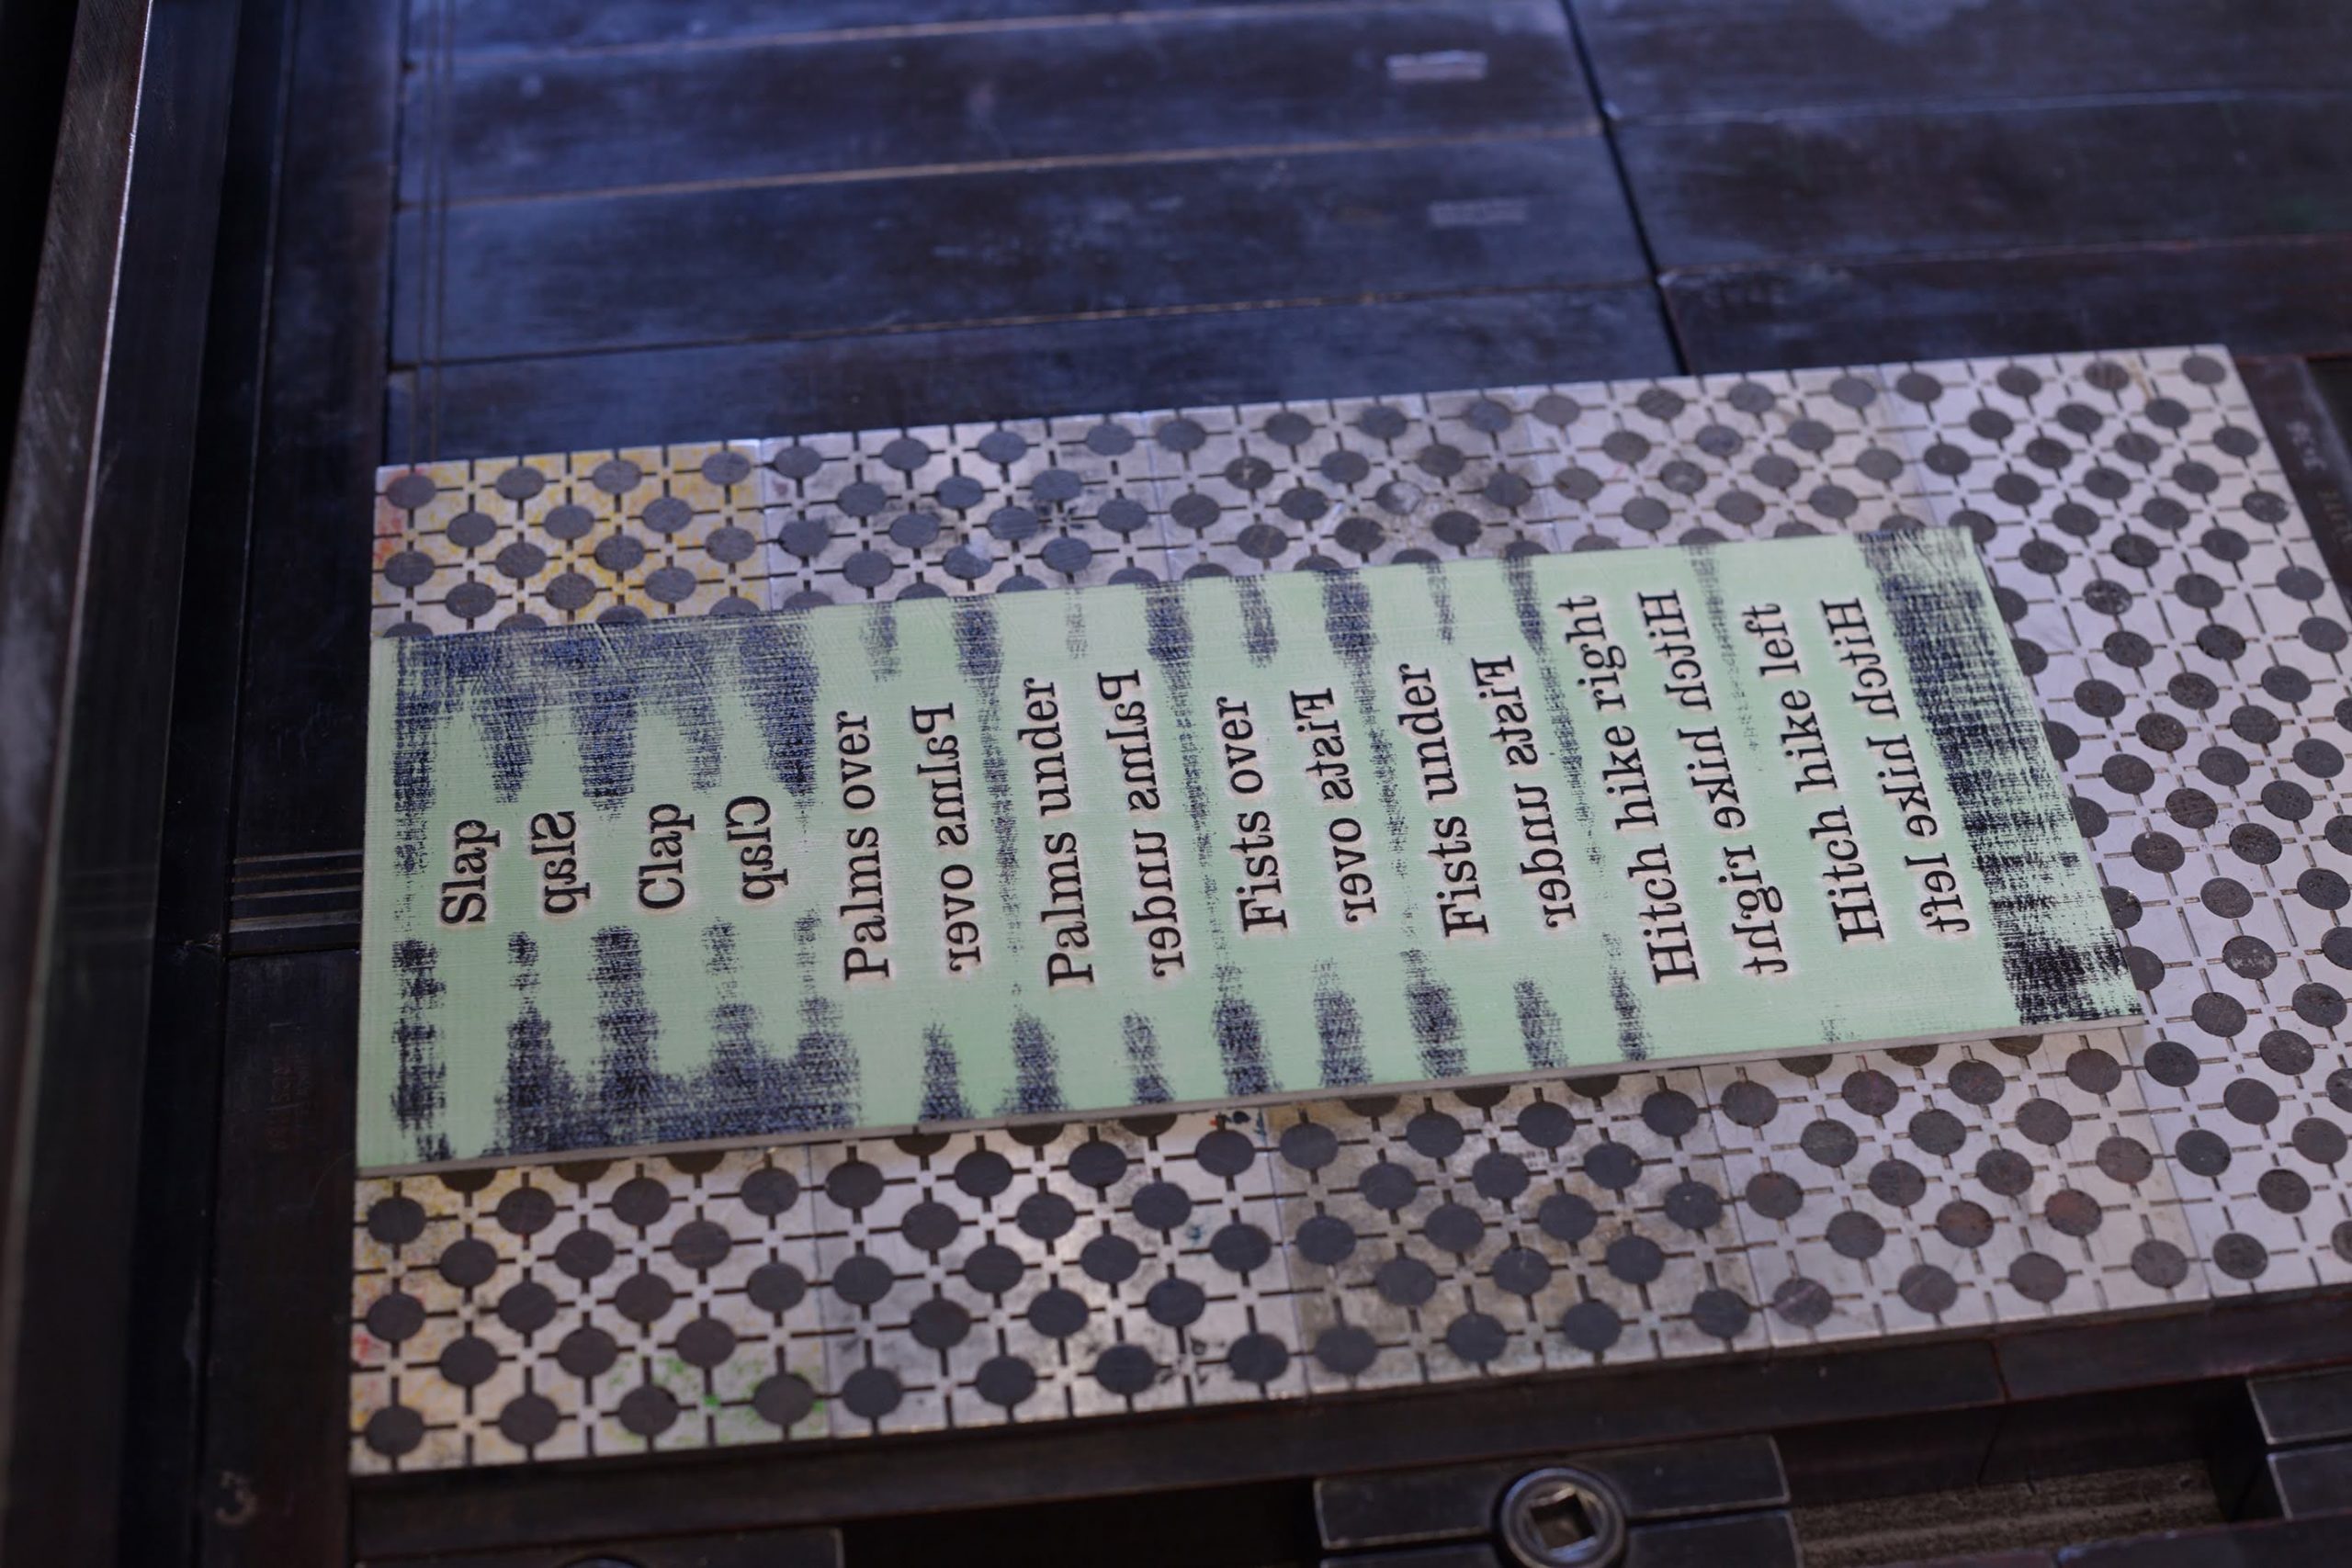 Slap
Slap
Clap
Clap
Palms over
Palms over
Palms under
Palms under
Fists over
Fists over
Fists under
Fists under
Hitch hike right
Hitch hike right
Hitch hike left
Hitch hike left